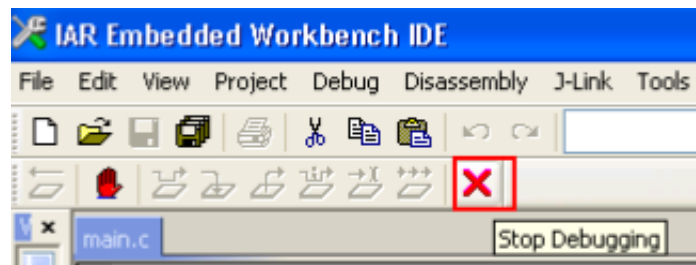 IAR Embedded Workbench IDE
File Edit View Project Debug Disassembly J-Link Tools
main.c
Stop Debugging